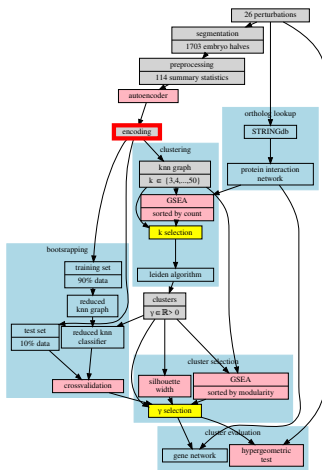 26 perturbations
segmentation
1703 embryo halves
preprocessing
114 summary statistics
autoencoder
ortholog lookup
encoding
STRINGdb
clustering
knn graph
k ∈ {3,4,...,50}
protein interaction
network
GSEA
sorted by count
k selection
bootsrapping
training set
90% data
leiden algorithm
reduced
knn graph
clusters
γ∈ℝ> 0
test set
10% data
reduced knn
classifier
cluster selection
crossvalidation
silhouette
width
GSEA
sorted by modularity
γ selection
cluster evaluation
gene network
hypergeometric
test